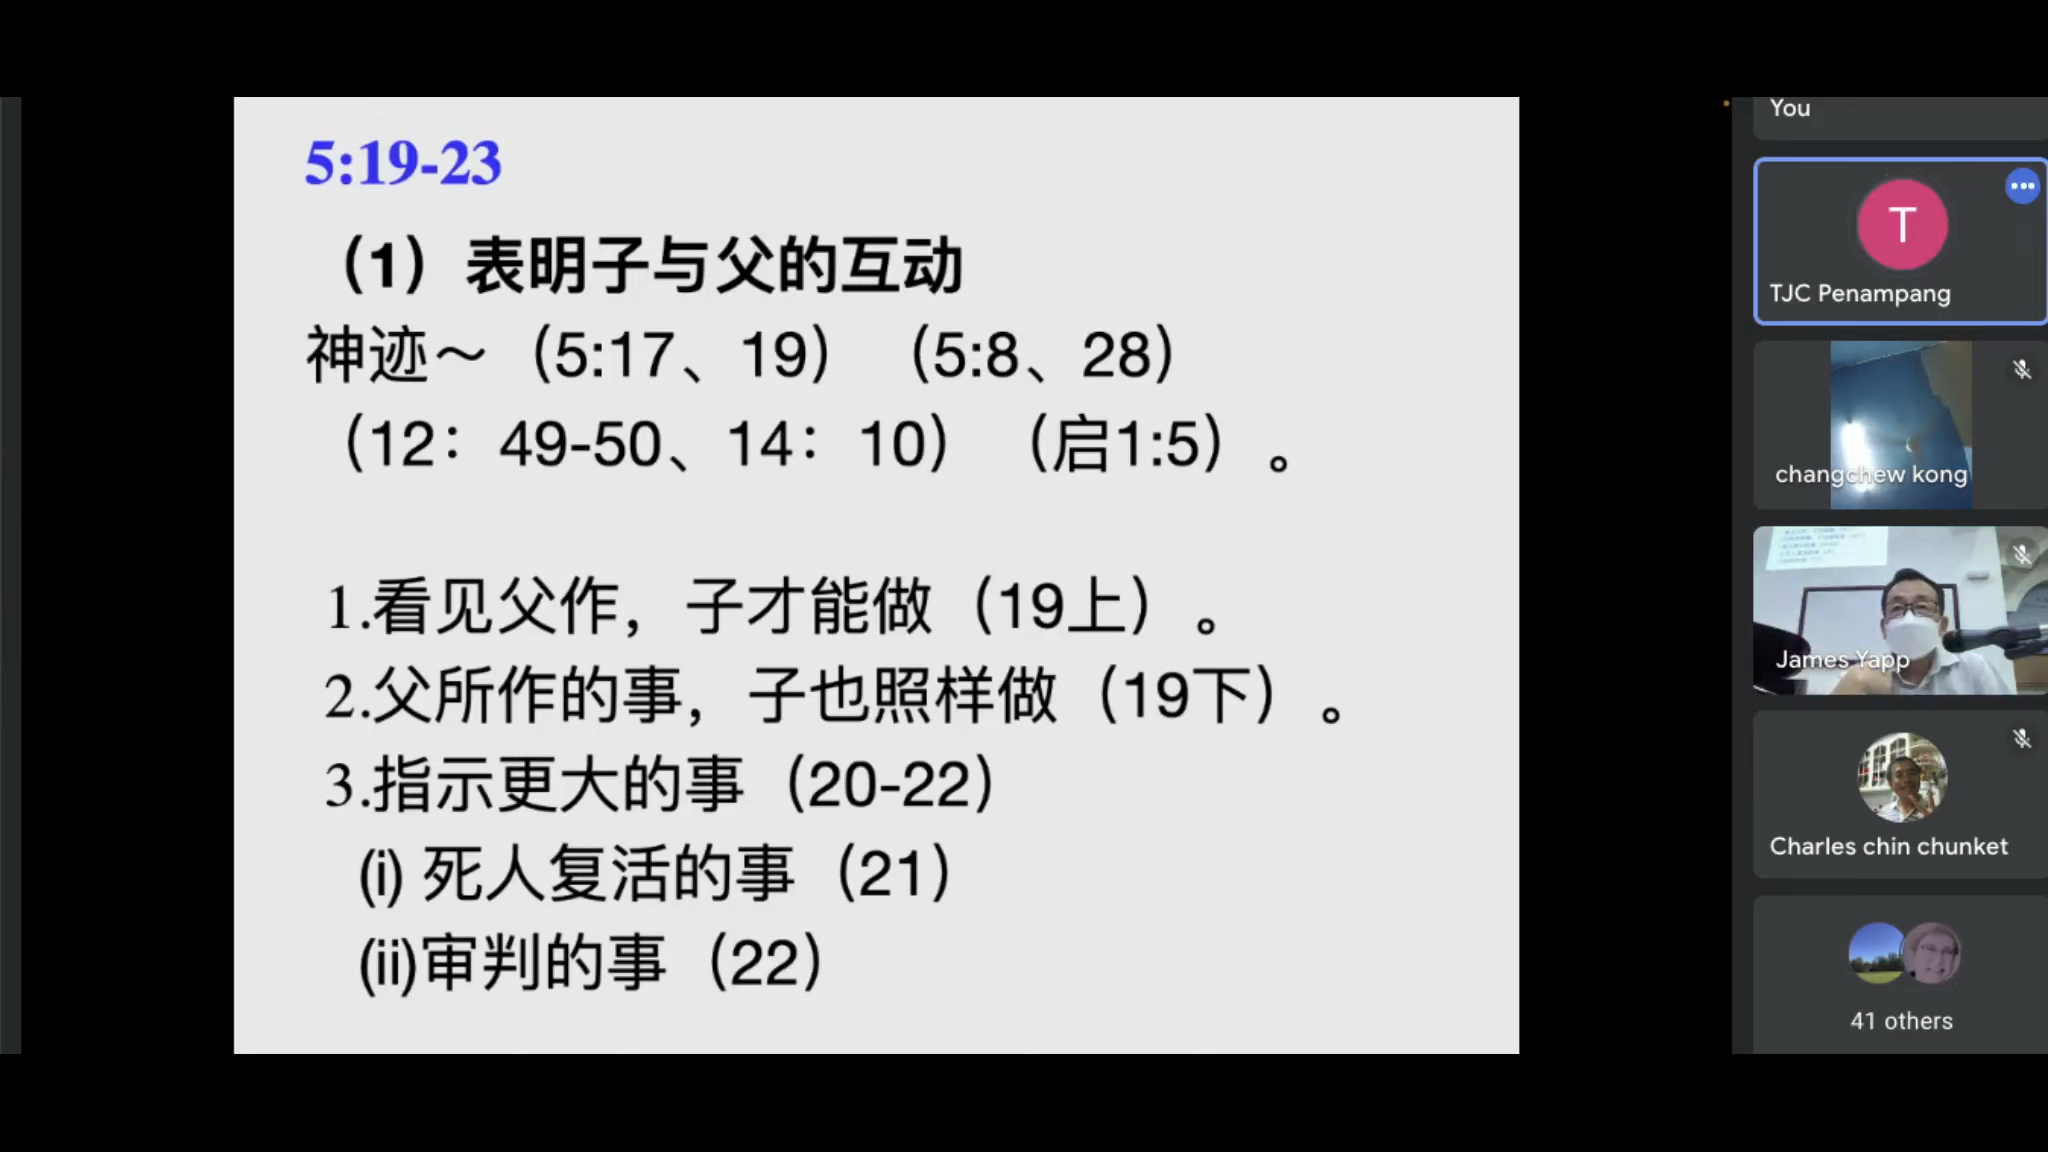 5:19-23
（1）表明子与父的互动
神迹～（5:17、19）（5:8、28）
（12：49-50、14：10）（启1:5）。
1.看见父作，子才能做（19上）。
2.父所作的事，子也照样做（19下）。
3.指示更大的事（20-22）
(i) 死人复活的事（21）
(ii)审判的事（22）
You
T
TJC Penampang
changchew kong
James Yapp
Charles chin chunket
41 others